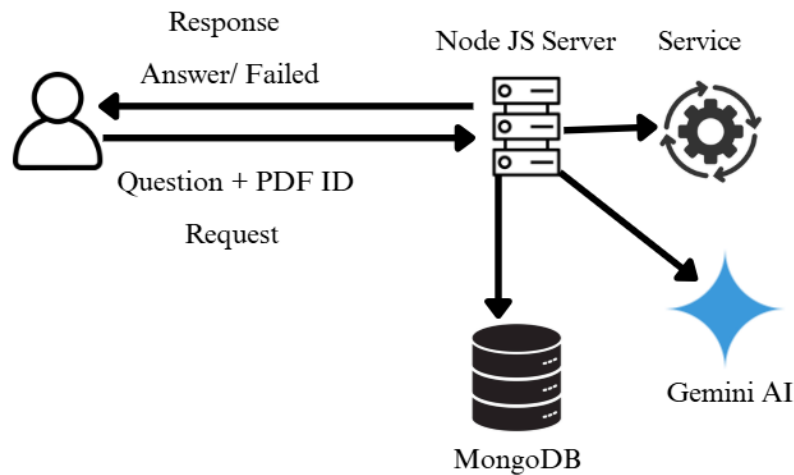 Response
Node JS Server
Service
Answer/ Failed
Question + PDF ID
Request
Gemini AI
MongoDB